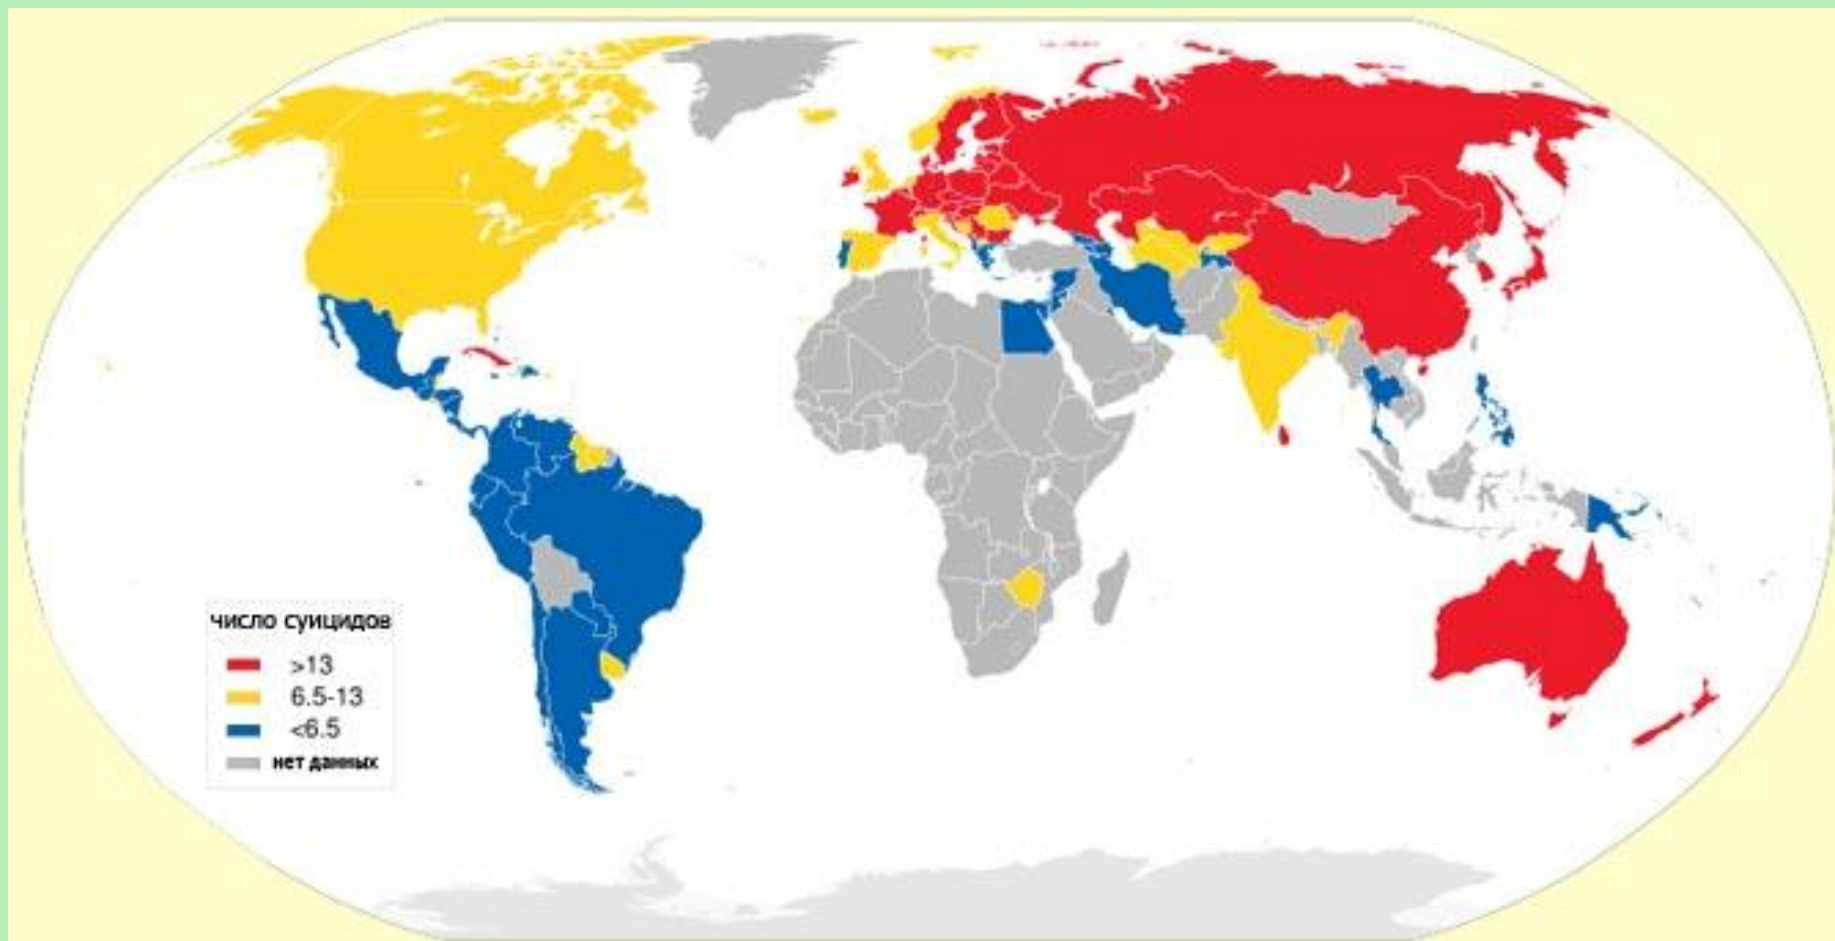 число суицидов
>13
6.5-13
<6.5
нет данных